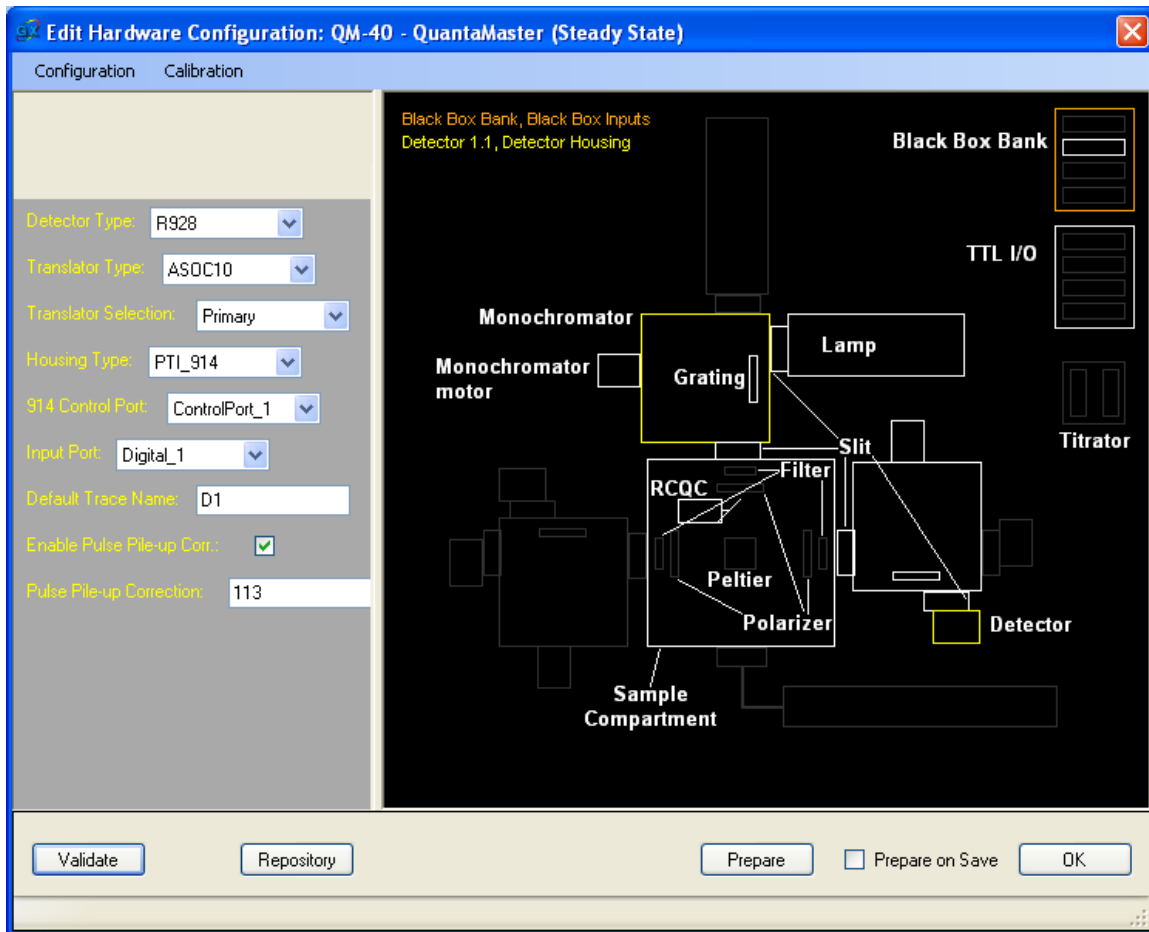 Edit Hardware Configuration: QM-40 - QuantaMaster (Steady State)
Configuration Calibration
Black Box Bank, Black Box Inputs
Detector 1.1, Detector Housing
Detector Type: R928
Translator Type: ASOC10
Translator Selection: Primary
Housing Type: PTI_914
914 Control Port: ControlPort_1
Input Port: Digital_1
Default Trace Name: D1
Enable Pulse Pile-up Corr.:
Pulse Pile-up Correction: 113
Black Box Bank
TTL I/O
Monochromator
Lamp
Monochromator
motor
Grating
Titrator
Slit
Filter
RCQC
Peltier
Polarizer
Detector
Sample
Compartment
Validate Repository Prepare Prepare on Save OK